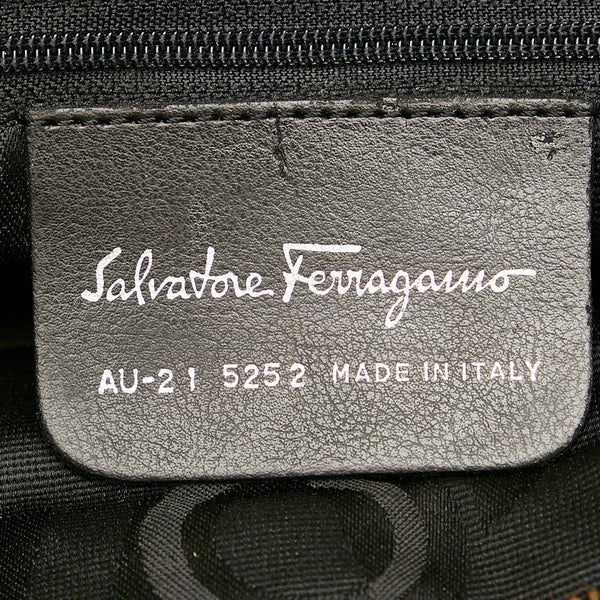 Salvatore Ferragamo
AU-21 5252 MADE IN ITALY